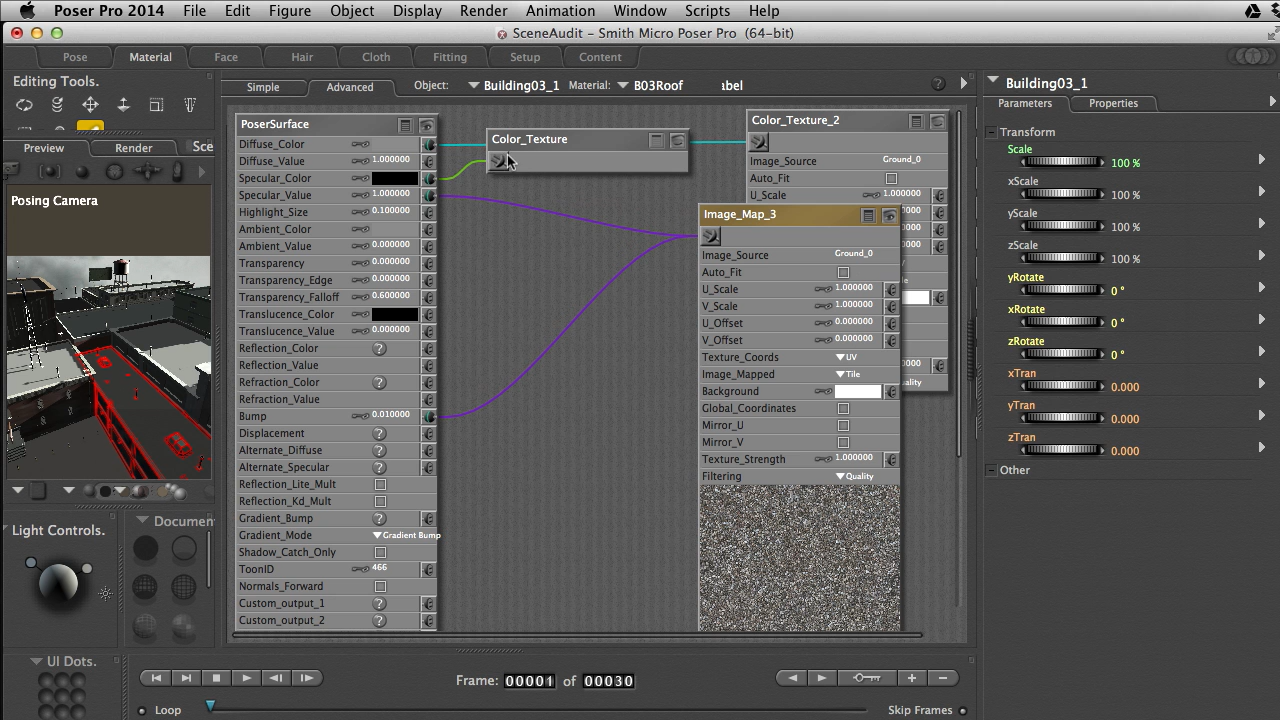 Poser Pro 2014 File Edit Figure Object Display Render Animation Window Scripts Help
SceneAudit - Smith Micro Poser Pro (64-bit)
Pose Material Face Hair Cloth Fitting Setup Content
Editing Tools.
Preview Render Sce
Posing Camera
Light Controls.
Documen
UI Dots.
Simple Advanced Object: Building03_1 Material: B03Roof abel
PoserSurface
Diffuse_Color
Diffuse_Value 1.000000
Specular_Color
Specular_Value 1.000000
Highlight_Size 0.100000
Ambient_Color
Ambient_Value 0.000000
Transparency 0.000000
Transparency_Edge 0.000000
Transparency_Falloff 0.600000
Translucence_Color
Translucence_Value 0.000000
Reflection_Color ?
Reflection_Value
Refraction_Color ?
Refraction_Value
Bump 0.010000
Displacement ?
Alternate_Diffuse ?
Alternate_Specular ?
Reflection_Lite_Mult
Reflection_Kd_Mult
Gradient_Bump ?
Gradient_Mode Gradient Bump
Shadow_Catch_Only
ToonID 466
Normals_Forward
Custom_output_1 ?
Custom_output_2 ?
Color_Texture
Color_Texture_2
Image_Source Ground_0
Auto_Fit
U_Scale 1.000000
0000
0000
0000
le
0000
uality
Image_Map_3
Image_Source Ground_0
Auto_Fit
U_Scale 1.000000
V_Scale 1.000000
U_Offset 0.000000
V_Offset 0.000000
Texture_Coords UV
Image_Mapped Tile
Background
Global_Coordinates
Mirror_U
Mirror_V
Texture_Strength 1.000000
Filtering Quality
?
Building03_1
Parameters Properties
Transform
Scale 100 %
xScale 100 %
yScale 100 %
zScale 100 %
yRotate 0 °
xRotate 0 °
zRotate 0 °
xTran 0.000
yTran 0.000
zTran 0.000
Other
Frame: 00001 of 00030
Loop Skip Frames